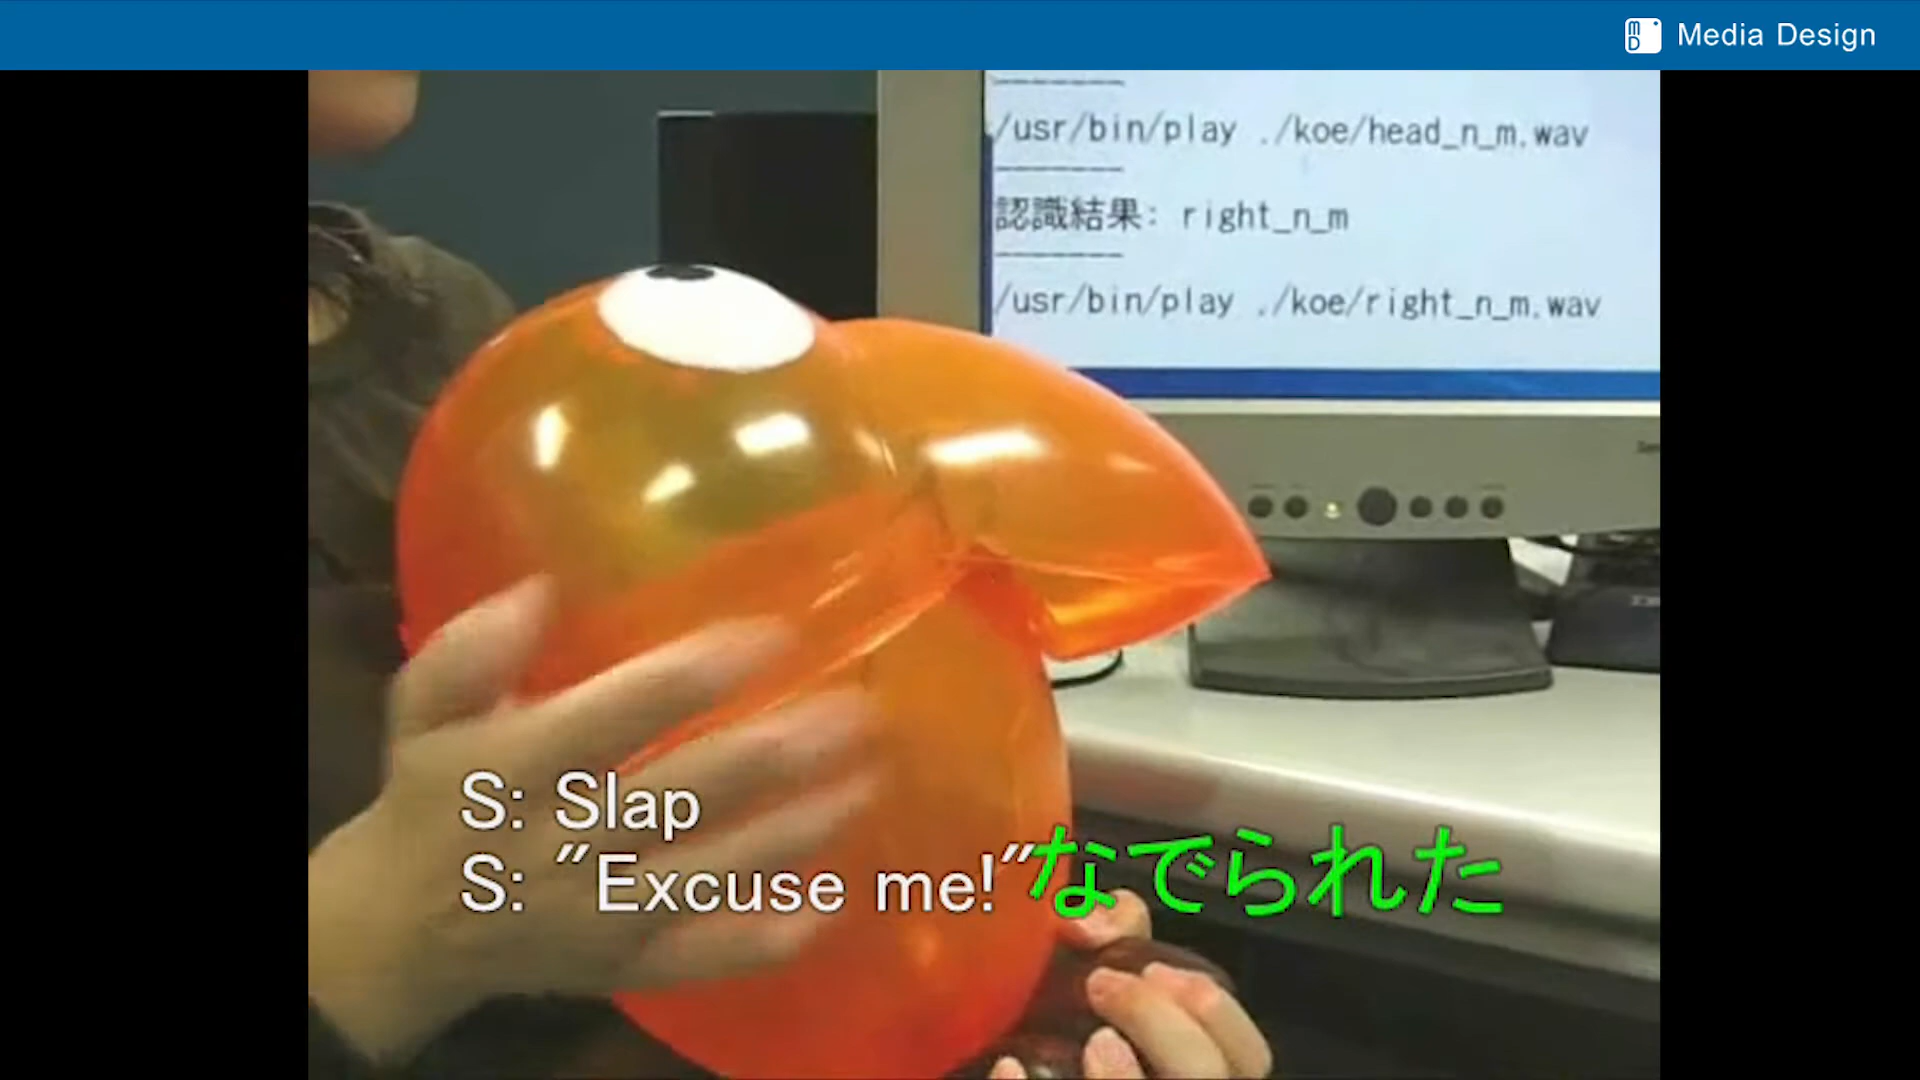 Media Design
/usr/bin/play ./koe/head_n_m.wav
認識結果: right_n_m
/usr/bin/play ./koe/right_n_m.wav
S: Slap
S: "Excuse me!"なでられた